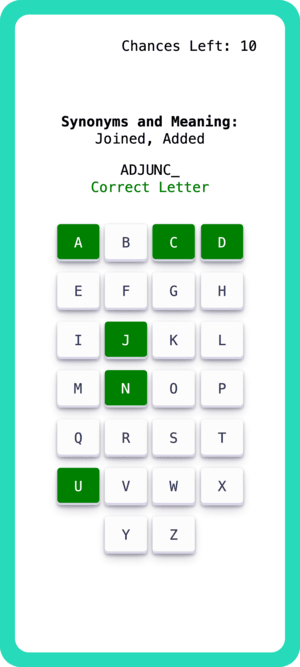 Chances Left: 10
Synonyms and Meaning:
Joined, Added
ADJUNC_
Correct Letter
A B C D
E F G H
I J K L
M N O P
Q R S T
U V W X
Y Z